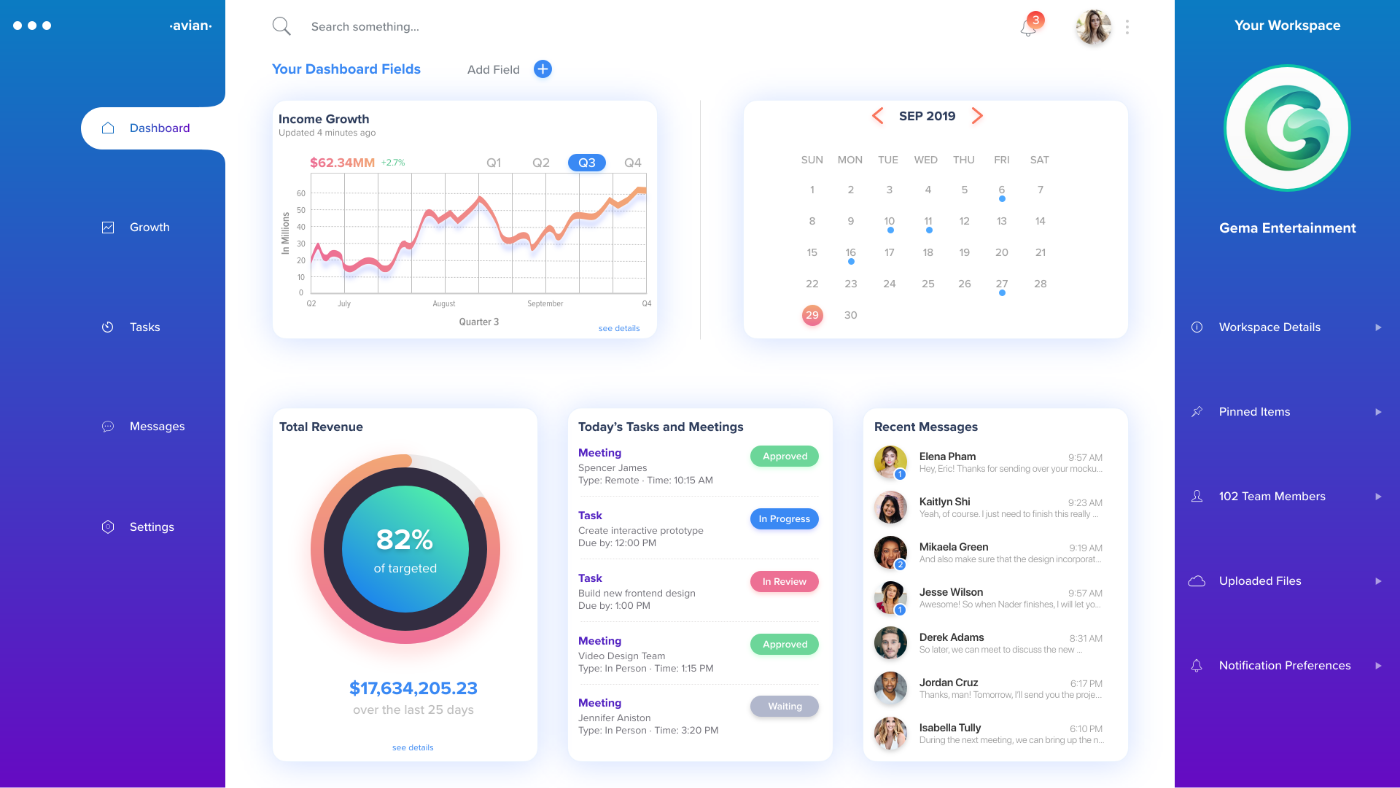 ·avian·
Dashboard
Growth
Tasks
Messages
Settings
Search something...
3
Your Dashboard Fields
Add Field
Income Growth
Updated 4 minutes ago
$62.34MM +2.7%
Q1 Q2 Q3 Q4
In Millions
60
50
40
30
20
10
0
Q2 July August September Q4
Quarter 3
see details
SEP 2019
SUN MON TUE WED THU FRI SAT
1 2 3 4 5 6 7
8 9 10 11 12 13 14
15 16 17 18 19 20 21
22 23 24 25 26 27 28
29 30
Total Revenue
82%
of targeted
$17,634,205.23
over the last 25 days
see details
Today’s Tasks and Meetings
Meeting
Approved
Spencer James
Type: Remote · Time: 10:15 AM
Task
In Progress
Create interactive prototype
Due by: 12:00 PM
Task
In Review
Build new frontend design
Due by: 1:00 PM
Meeting
Approved
Video Design Team
Type: In Person · Time: 1:15 PM
Meeting
Waiting
Jennifer Aniston
Type: In Person · Time: 3:20 PM
Recent Messages
Elena Pham 9:57 AM
Hey, Eric! Thanks for sending over your mocku...
1
Kaitlyn Shi 9:23 AM
Yeah, of course. I just need to finish this really ...
Mikaela Green 9:19 AM
And also make sure that the design incorporat...
2
Jesse Wilson 9:57 AM
Awesome! So when Nader finishes, I will let yo...
1
Derek Adams 8:31 AM
So later, we can meet to discuss the new ...
Jordan Cruz 6:17 PM
Thanks, man! Tomorrow, I'll send you the proje...
Isabella Tully 6:10 PM
During the next meeting, we can bring up the n...
Your Workspace
Gema Entertainment
Workspace Details
Pinned Items
102 Team Members
Uploaded Files
Notification Preferences